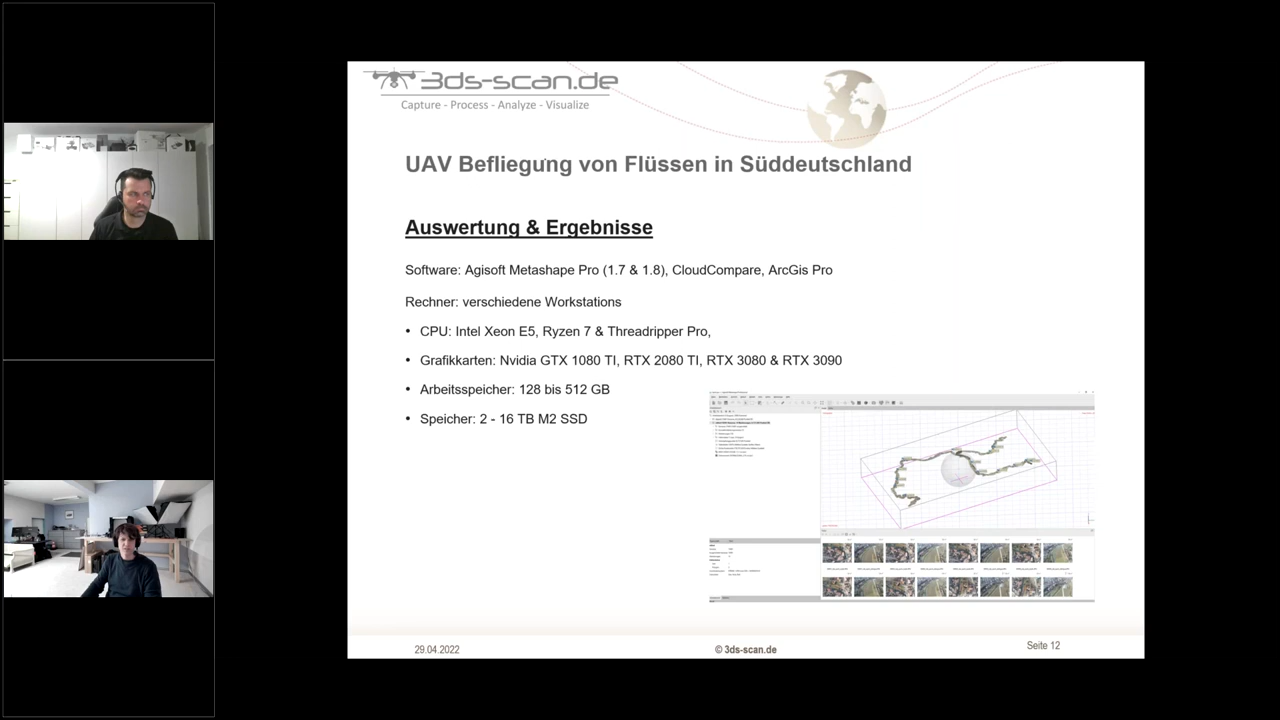 3ds-scan.de
Capture - Process - Analyze - Visualize
UAV Befliegung von Flüssen in Süddeutschland
Auswertung & Ergebnisse
Software: Agisoft Metashape Pro (1.7 & 1.8), CloudCompare, ArcGis Pro
Rechner: verschiedene Workstations
• CPU: Intel Xeon E5, Ryzen 7 & Threadripper Pro,
• Grafikkarten: Nvidia GTX 1080 TI, RTX 2080 TI, RTX 3080 & RTX 3090
• Arbeitsspeicher: 128 bis 512 GB
• Speicher: 2 - 16 TB M2 SSD
29.04.2022
© 3ds-scan.de
Seite 12